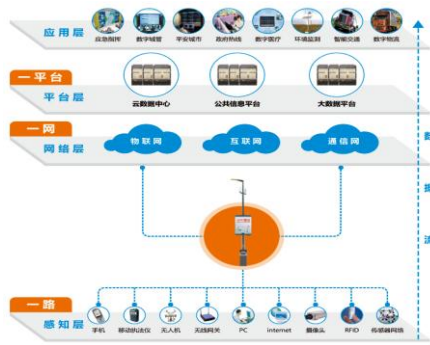 应用层
应急指挥 数字城管 平安城市 政府热线 数字医疗 环境监测 智能交通 数字物流
一平台
平台层
云数据中心 公共信息平台 大数据平台
一网
网络层
物联网 互联网 通信网
数
据
流
一路
感知层
手机 移动执法仪 无人机 无线网关 PC internet 摄像头 RFID 传感器网络